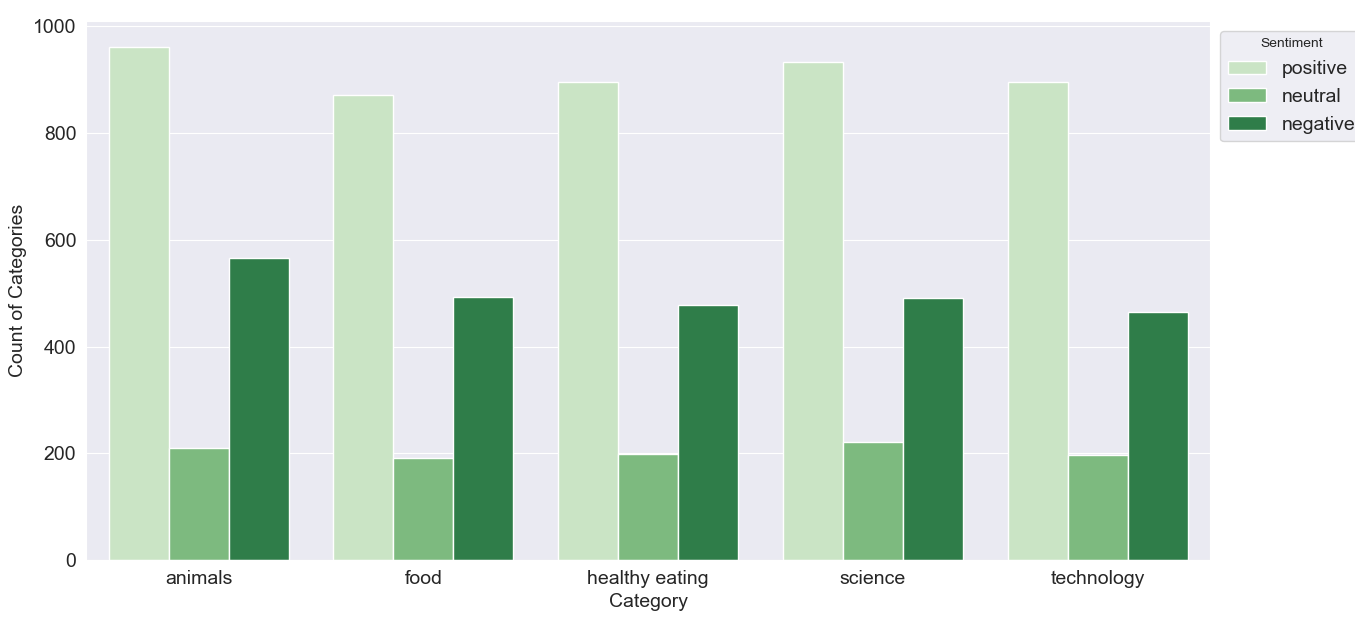 1000
800
600
400
200
0
Count of Categories
animals food healthy eating science technology
Category
Sentiment
positive
neutral
negative